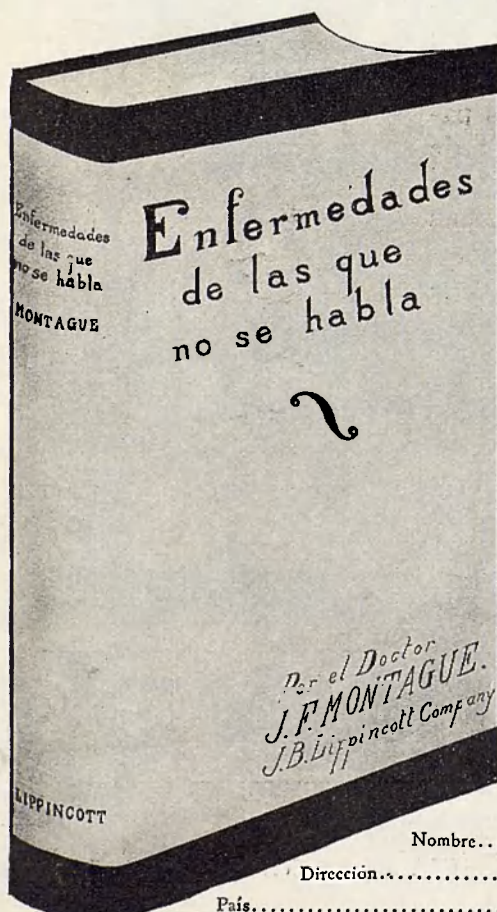 Enfermedades
de las que
no se habla
MONTAGUE
LIPPINCOTT
Enfermedades
de las que
no se habla
Por el Doctor
J.F. MONTAGUE.
J.B. Lippincott Company
Nombre..
Dirección............
País..........................